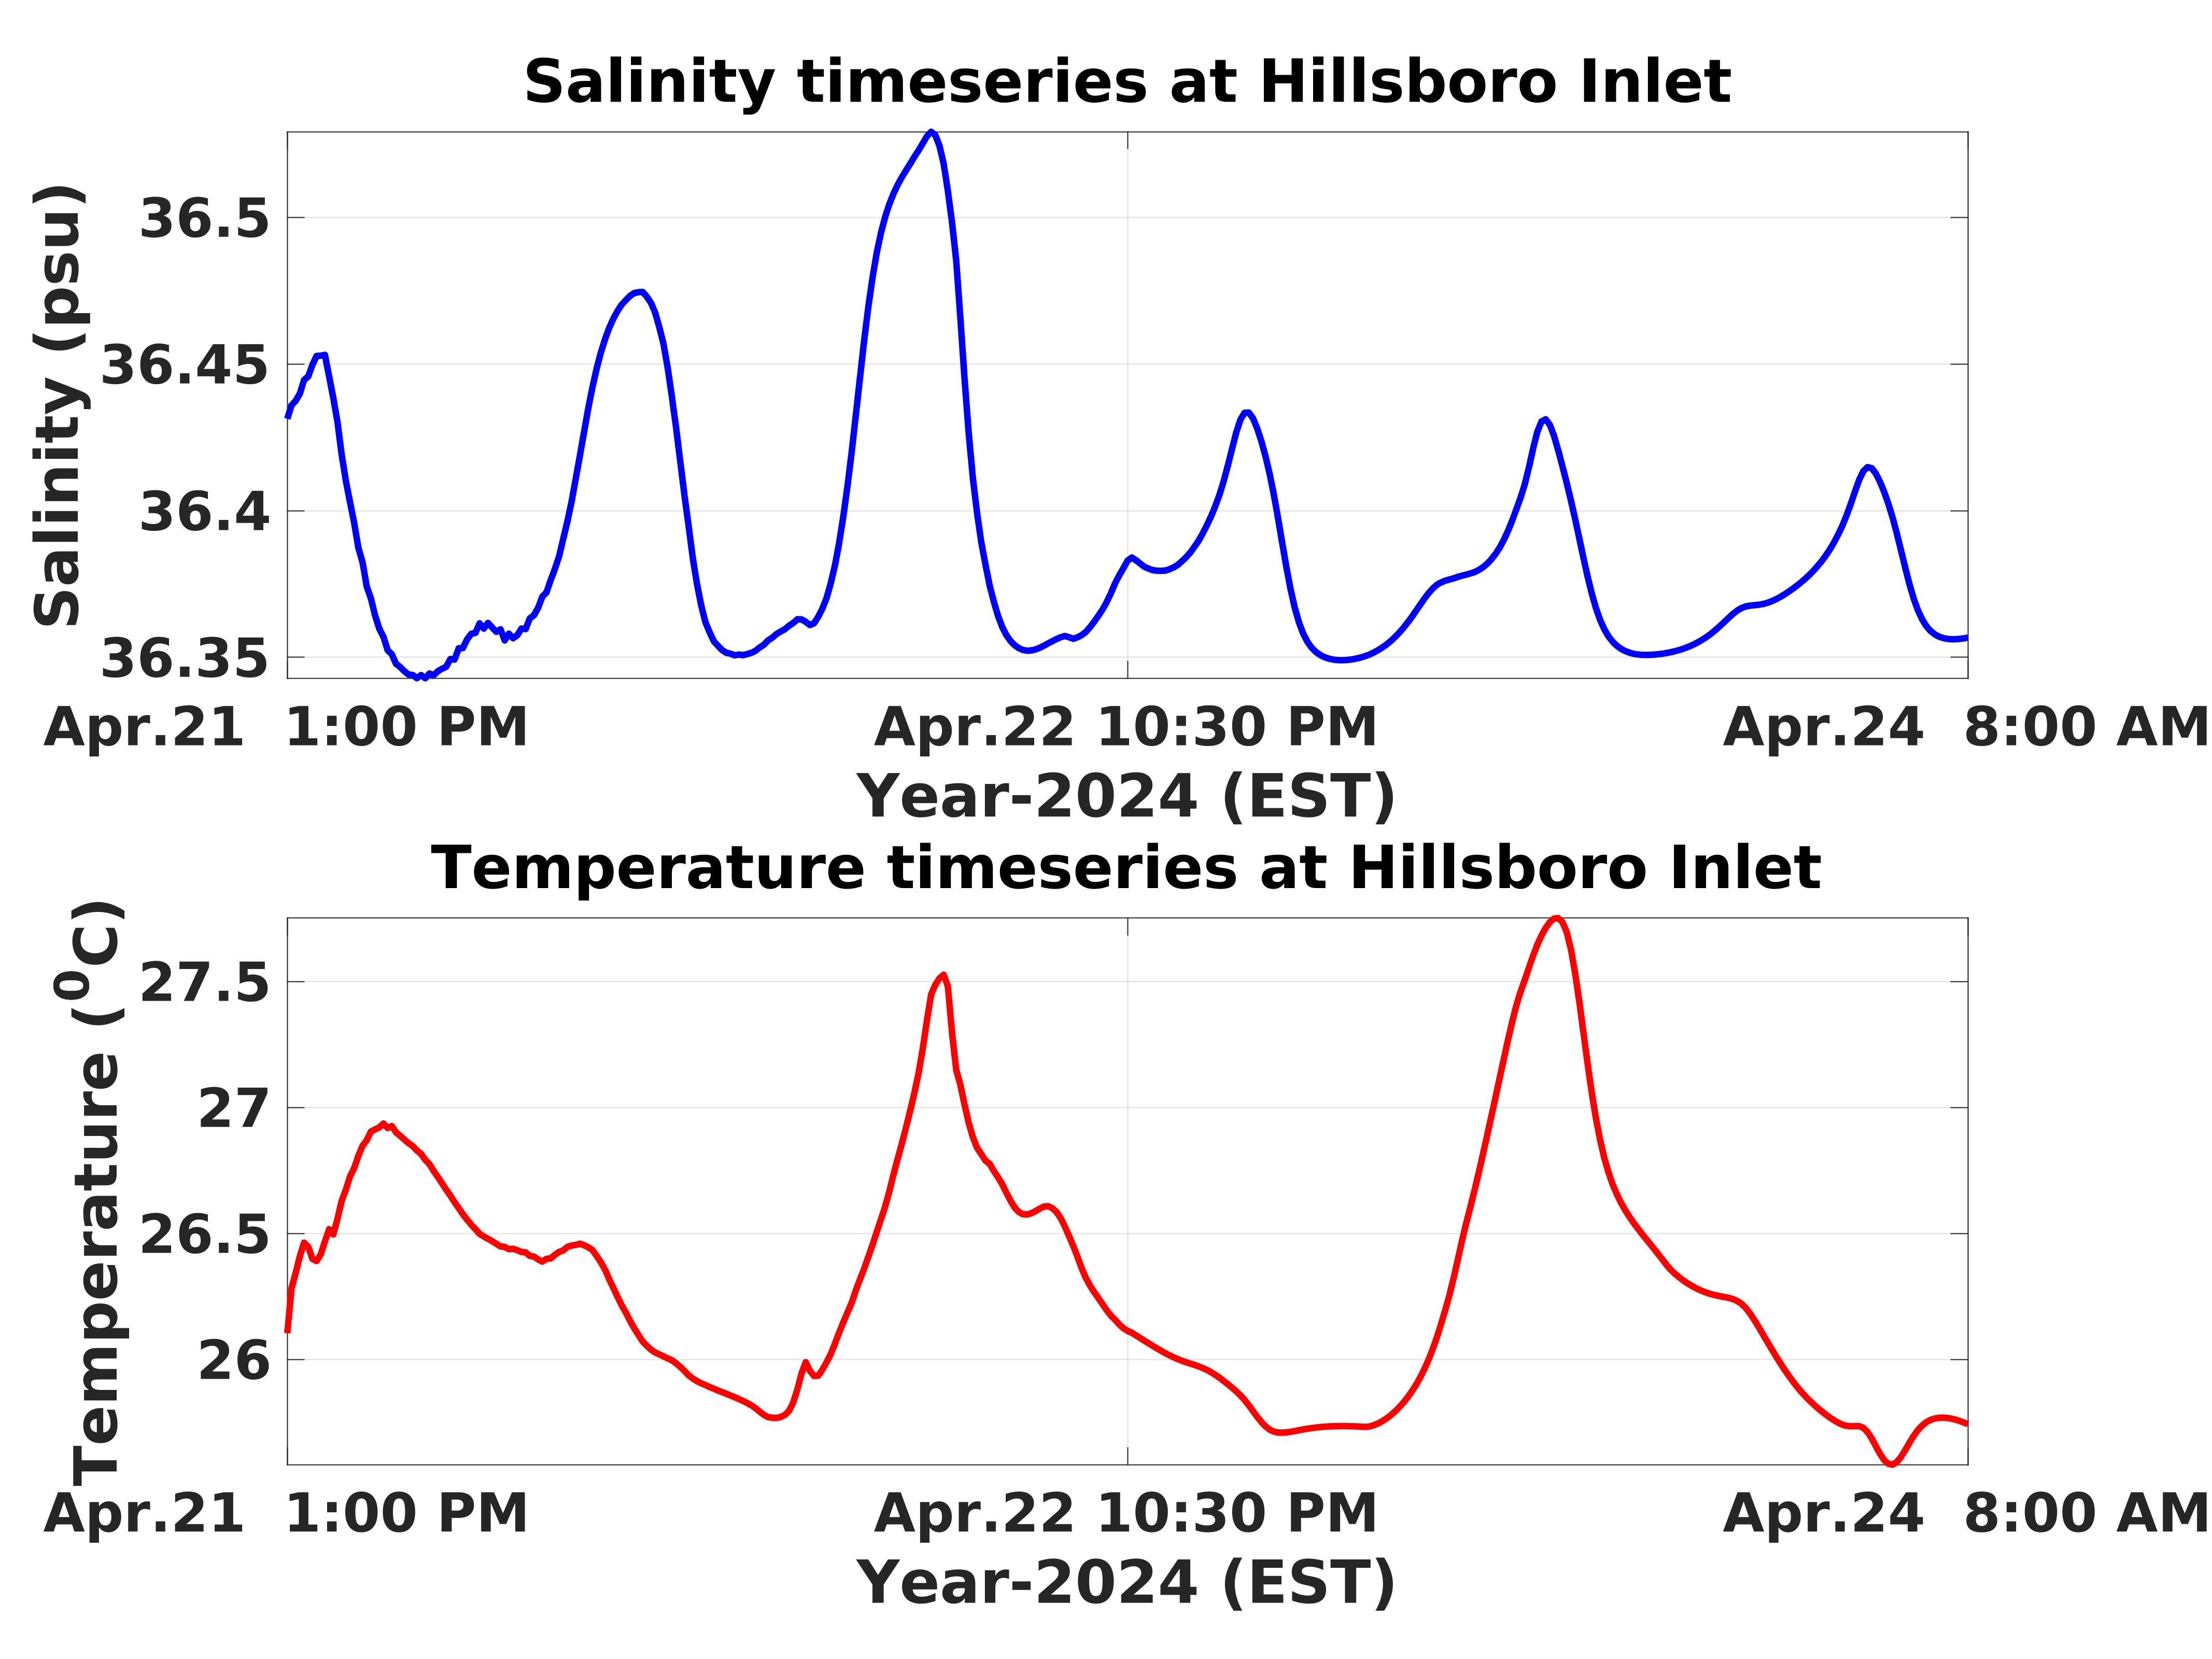 Salinity timeseries at Hillsboro Inlet
Salinity (psu)
36.5
36.45
36.4
36.35
Apr.21  1:00 PM
Apr.22 10:30 PM
Apr.24  8:00 AM
Year-2024 (EST)
Temperature timeseries at Hillsboro Inlet
Temperature (⁰C)
27.5
27
26.5
26
Apr.21  1:00 PM
Apr.22 10:30 PM
Apr.24  8:00 AM
Year-2024 (EST)